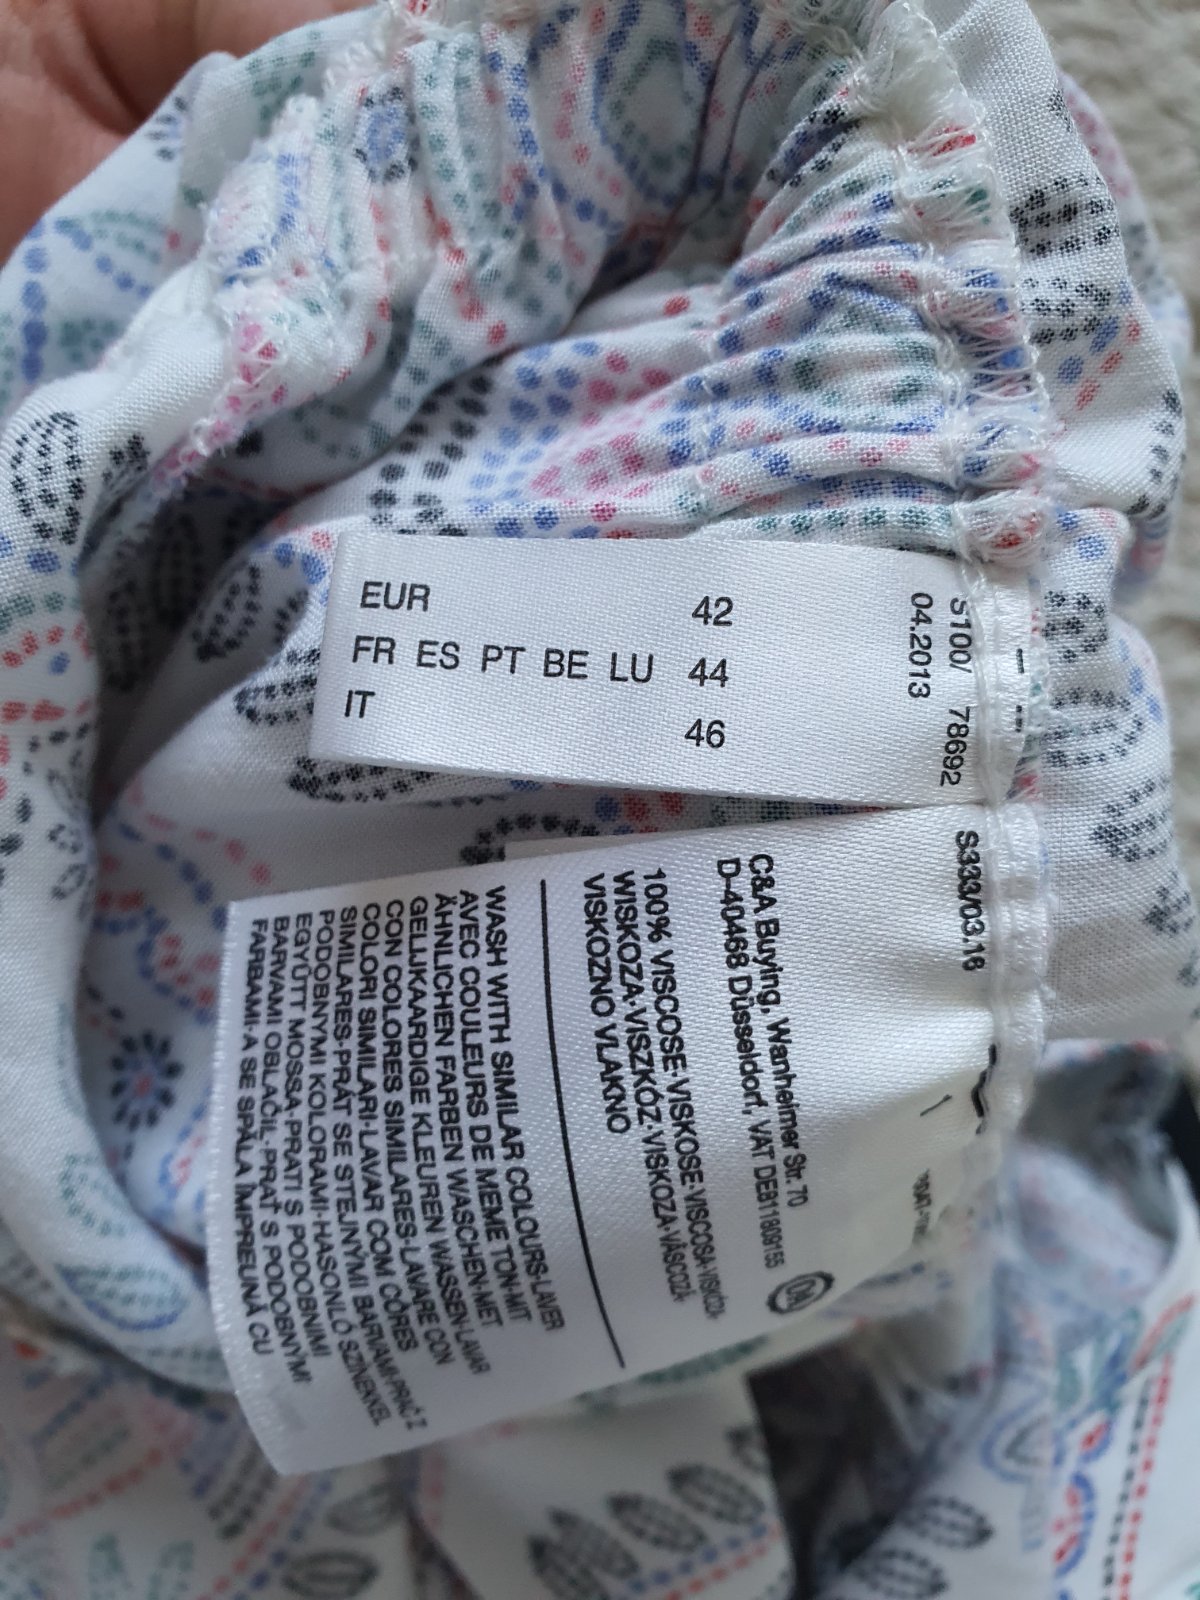 EUR 42
FR ES PT BE LU 44
IT 46
S100/ 78692
04.2013
S333/03.16
C&A Buying, Wanheimer Str. 70
D-40468 Düsseldorf, VAT DE811809155
100% VISCOSE·VISKOSE·VISCOSA·VISKÓZA·
WISKOZA·VISZKÓZ·VISKOZA·VÂSCOZĂ·
VISKOZNO VLAKNO
WASH WITH SIMILAR COLOURS·LAVER
AVEC COULEURS DE MEME TON·MIT
ÄHNLICHEN FARBEN WASCHEN·MET
GELIJKAARDIGE KLEUREN WASSEN·LAVAR
CON COLORES SIMILARES·LAVARE CON
COLORI SIMILARI·LAVAR COM CÔRES
SIMILARES·PRÁT SE STEJNÝMI BARVAMI·PRAĆ Z
PODOBNYMI KOLORAMI·HASONLÓ SZINEKKEL
EGYÜTT MOSSA·PRATI S PODOBNIMI
BARVAMI OBLAČIL·PRAŤ S PODOBNÝMI
FARBAMI·A SE SPĂLA ÎMPREUNĂ CU